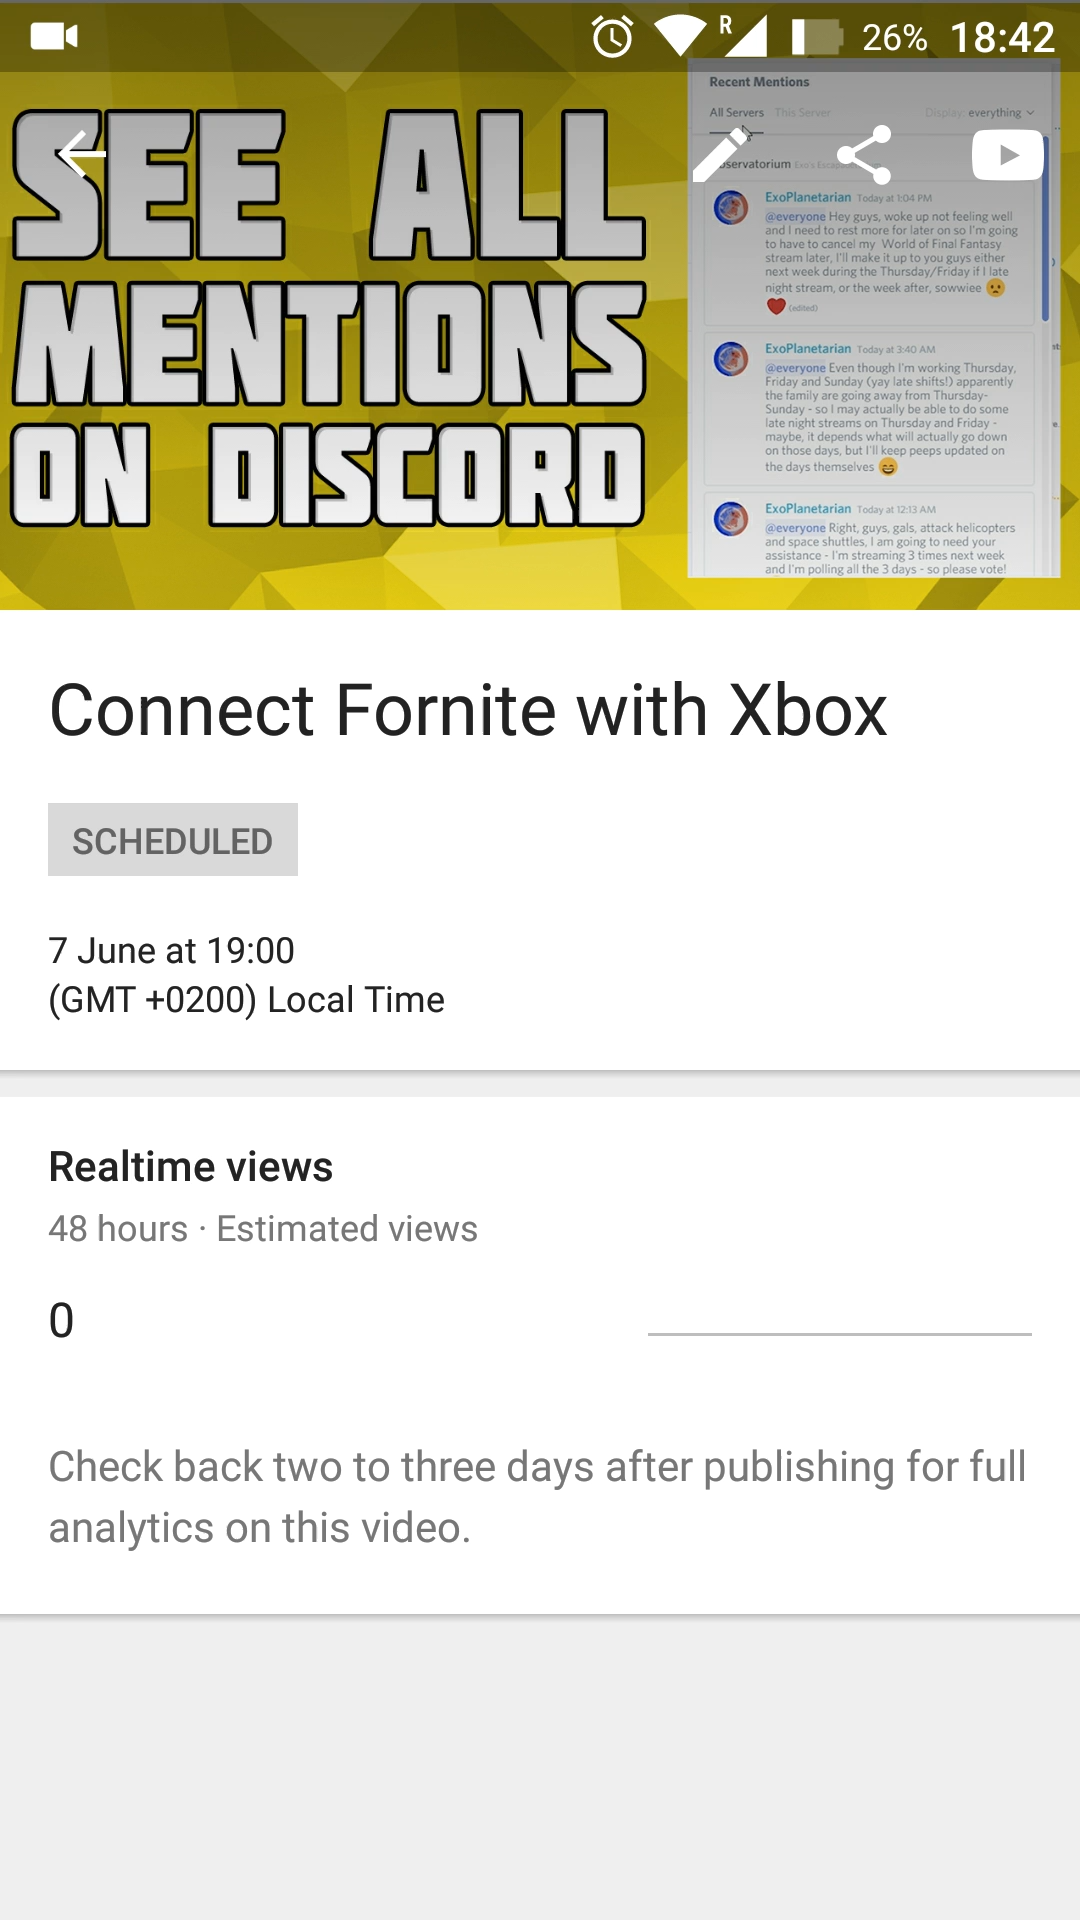 R 26% 18:42
SEE ALL
MENTIONS
ON DISCORD
Recent Mentions
All Servers This Server Display: everything
ExoPlanetarian Today at 1:04 PM
@everyone Hey guys, woke up not feeling well
and I need to rest more for later on so I'm going
to have to cancel my World of Final Fantasy
stream later, I'll make it up to you guys either
next week during the Thursday/Friday if I late
night stream, or the week after, sowwiee
(edited)
ExoPlanetarian Today at 3:40 AM
@everyone Even though I'm working Thursday,
Friday and Sunday (yay late shifts!) apparently
the family are going away from Thursday-
Sunday - so I may actually be able to do some
late night streams on Thursday and Friday -
maybe, it depends what will actually go down
on those days, but I'll keep peeps updated on
the days themselves
ExoPlanetarian Today at 12:13 AM
@everyone Right, guys, gals, attack helicopters
and space shuttles, I am going to need your
assistance - I'm streaming 3 times next week
and I'm polling all the 3 days - so please vote!
Connect Fornite with Xbox
SCHEDULED
7 June at 19:00
(GMT +0200) Local Time
Realtime views
48 hours · Estimated views
0
Check back two to three days after publishing for full
analytics on this video.